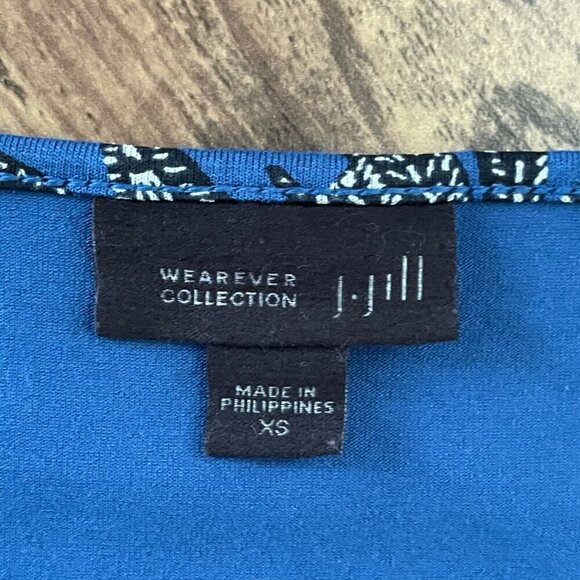 WEAREVER
COLLECTION
J.Jill
MADE IN
PHILIPPINES
XS